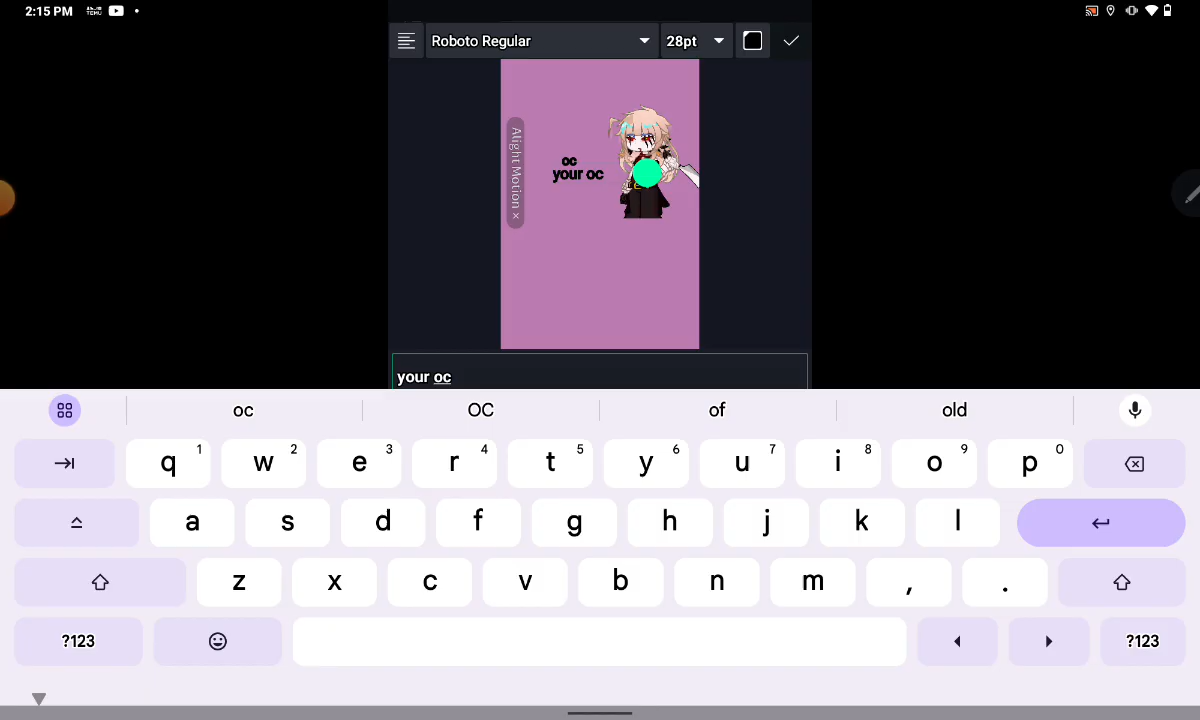 2:15 PM
TEMU
Roboto Regular
28pt
Alight Motion ×
oc
your oc
your oc
oc
OC
of
old
q 1 w 2 e 3 r 4 t 5 y 6 u 7 i 8 o 9 p 0
a s d f g h j k l
z x c v b n m , .
?123
?123